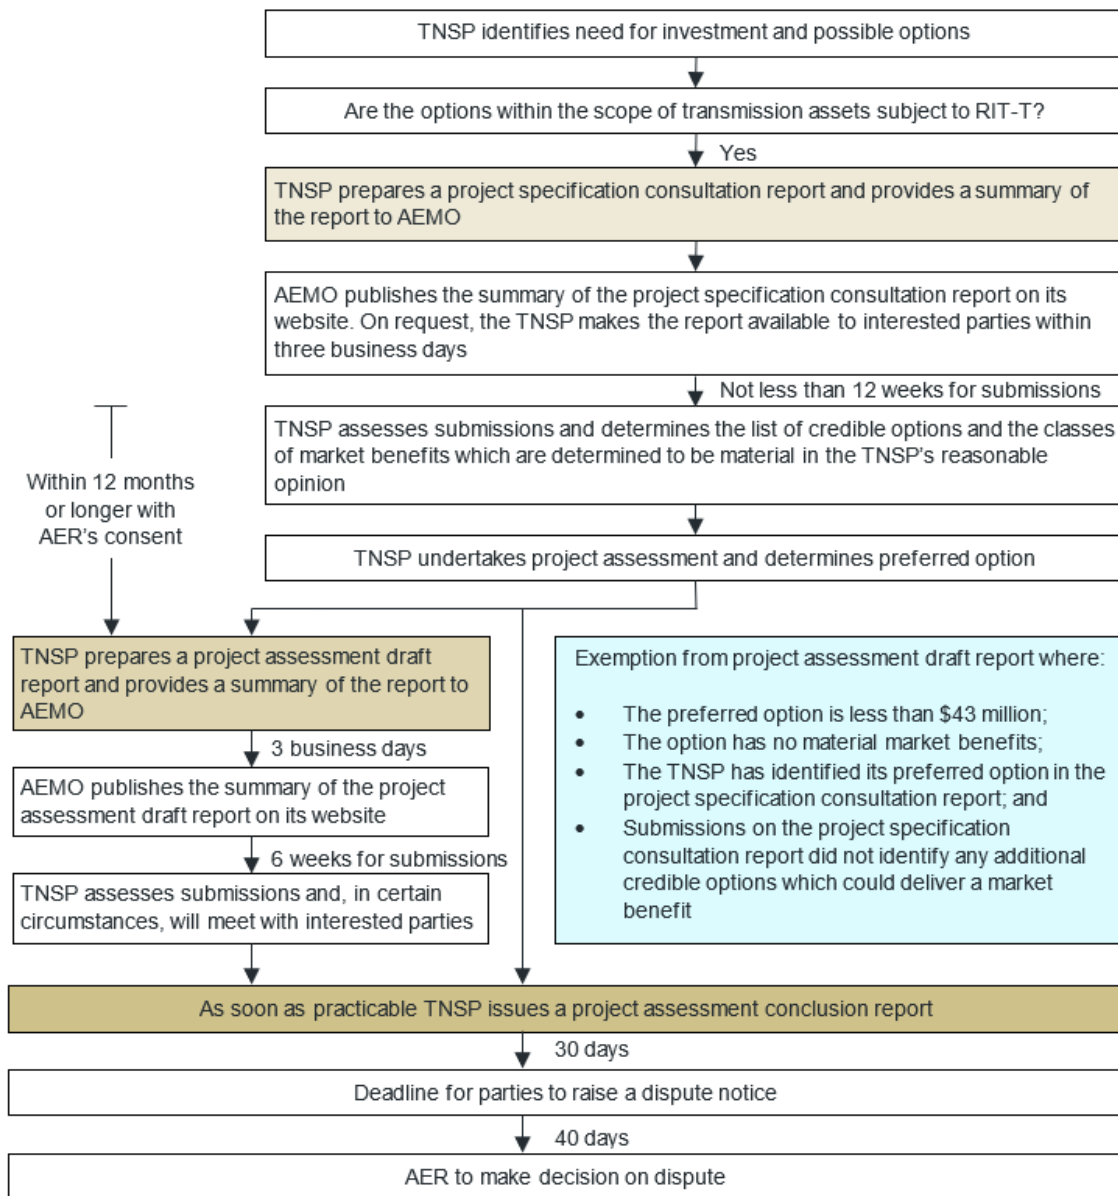 TNSP identifies need for investment and possible options
Are the options within the scope of transmission assets subject to RIT-T?
Yes
TNSP prepares a project specification consultation report and provides a summary of
the report to AEMO
AEMO publishes the summary of the project specification consultation report on its
website. On request, the TNSP makes the report available to interested parties within
three business days
Not less than 12 weeks for submissions
TNSP assesses submissions and determines the list of credible options and the classes
of market benefits which are determined to be material in the TNSP's reasonable
opinion
Within 12 months
or longer with
AER's consent
TNSP undertakes project assessment and determines preferred option
TNSP prepares a project assessment draft
report and provides a summary of the report to
AEMO
3 business days
AEMO publishes the summary of the project
assessment draft report on its website
6 weeks for submissions
TNSP assesses submissions and, in certain
circumstances, will meet with interested parties
Exemption from project assessment draft report where:
• The preferred option is less than $43 million;
• The option has no material market benefits;
• The TNSP has identified its preferred option in the
project specification consultation report; and
• Submissions on the project specification
consultation report did not identify any additional
credible options which could deliver a market
benefit
As soon as practicable TNSP issues a project assessment conclusion report
30 days
Deadline for parties to raise a dispute notice
40 days
AER to make decision on dispute